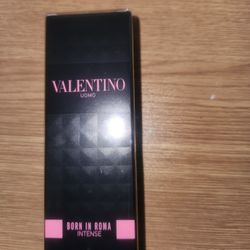 VALENTINO
UOMO
BORN IN ROMA
INTENSE